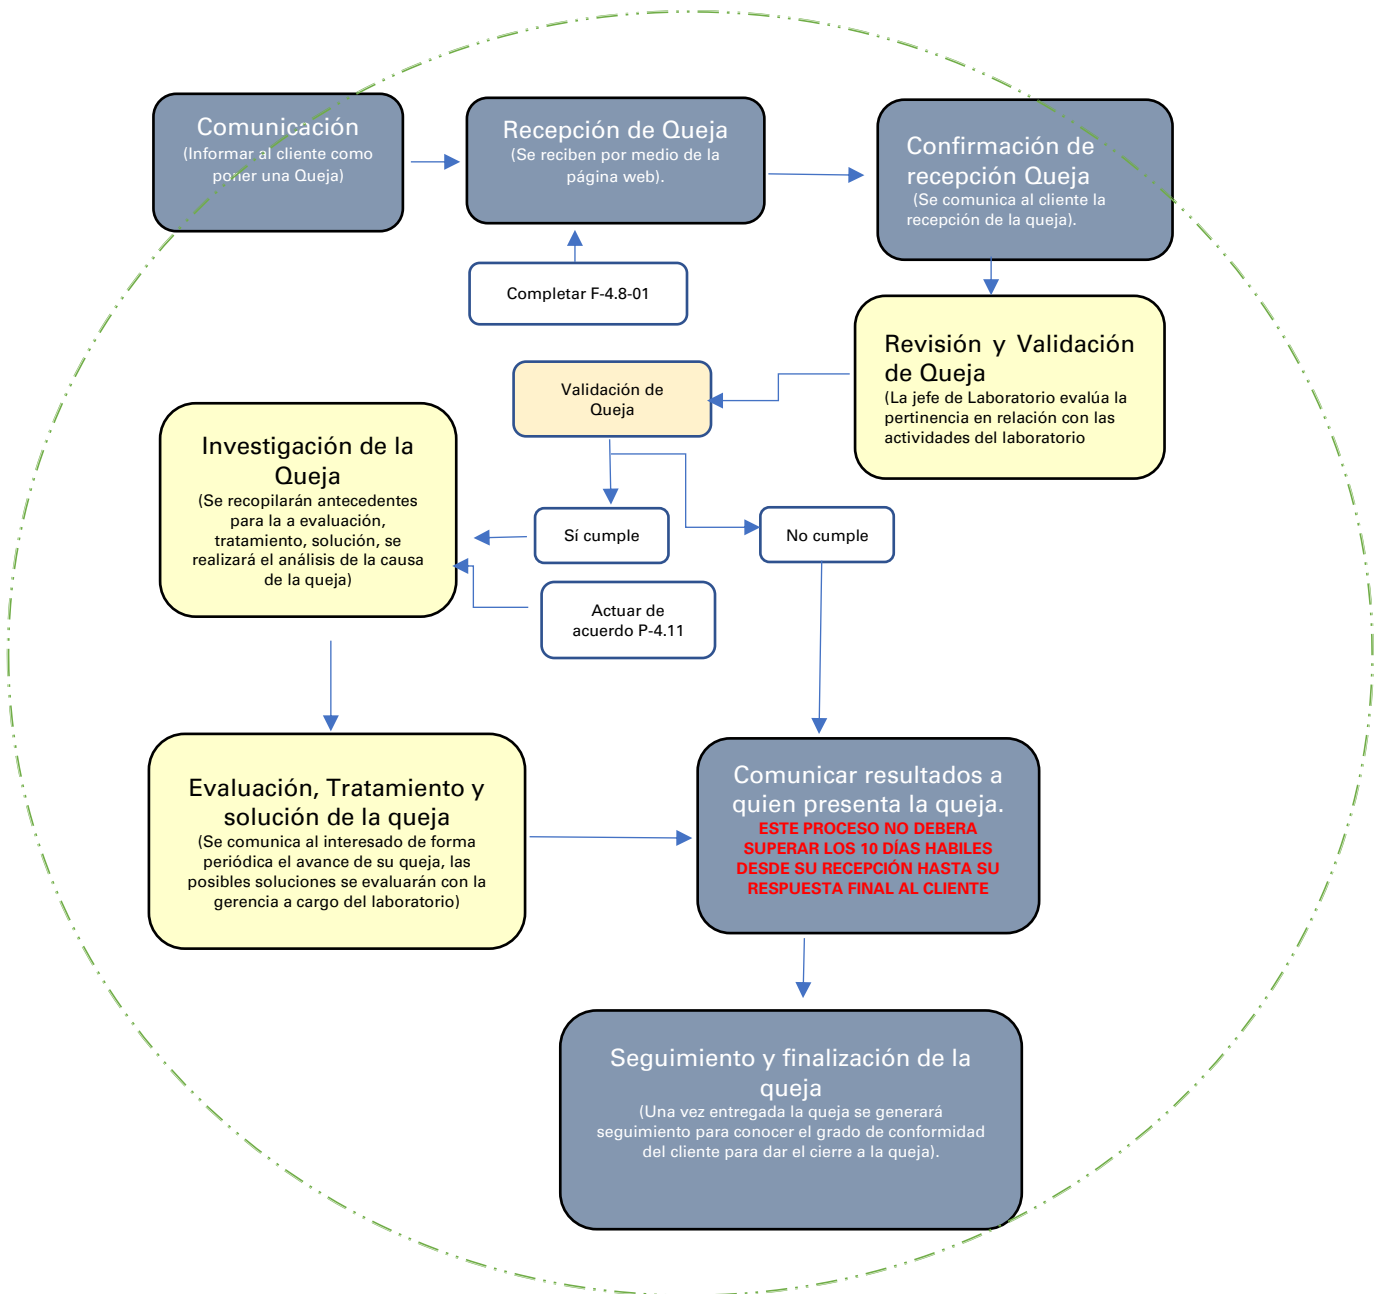 Comunicación
(Informar al cliente como
poner una Queja)
Recepción de Queja
(Se reciben por medio de la
página web).
Confirmación de
recepción Queja
(Se comunica al cliente la
recepción de la queja).
Completar F-4.8-01
Revisión y Validación
de Queja
(La jefe de Laboratorio evalúa la
pertinencia en relación con las
actividades del laboratorio
Validación de
Queja
Investigación de la
Queja
(Se recopilarán antecedentes
para la a evaluación,
tratamiento, solución, se
realizará el análisis de la causa
de la queja)
Sí cumple
No cumple
Actuar de
acuerdo P-4.11
Evaluación, Tratamiento y
solución de la queja
(Se comunica al interesado de forma
periódica el avance de su queja, las
posibles soluciones se evaluarán con la
gerencia a cargo del laboratorio)
Comunicar resultados a
quien presenta la queja.
ESTE PROCESO NO DEBERA
SUPERAR LOS 10 DÍAS HABILES
DESDE SU RECEPCIÓN HASTA SU
RESPUESTA FINAL AL CLIENTE
Seguimiento y finalización de la
queja
(Una vez entregada la queja se generará
seguimiento para conocer el grado de conformidad
del cliente para dar el cierre a la queja).